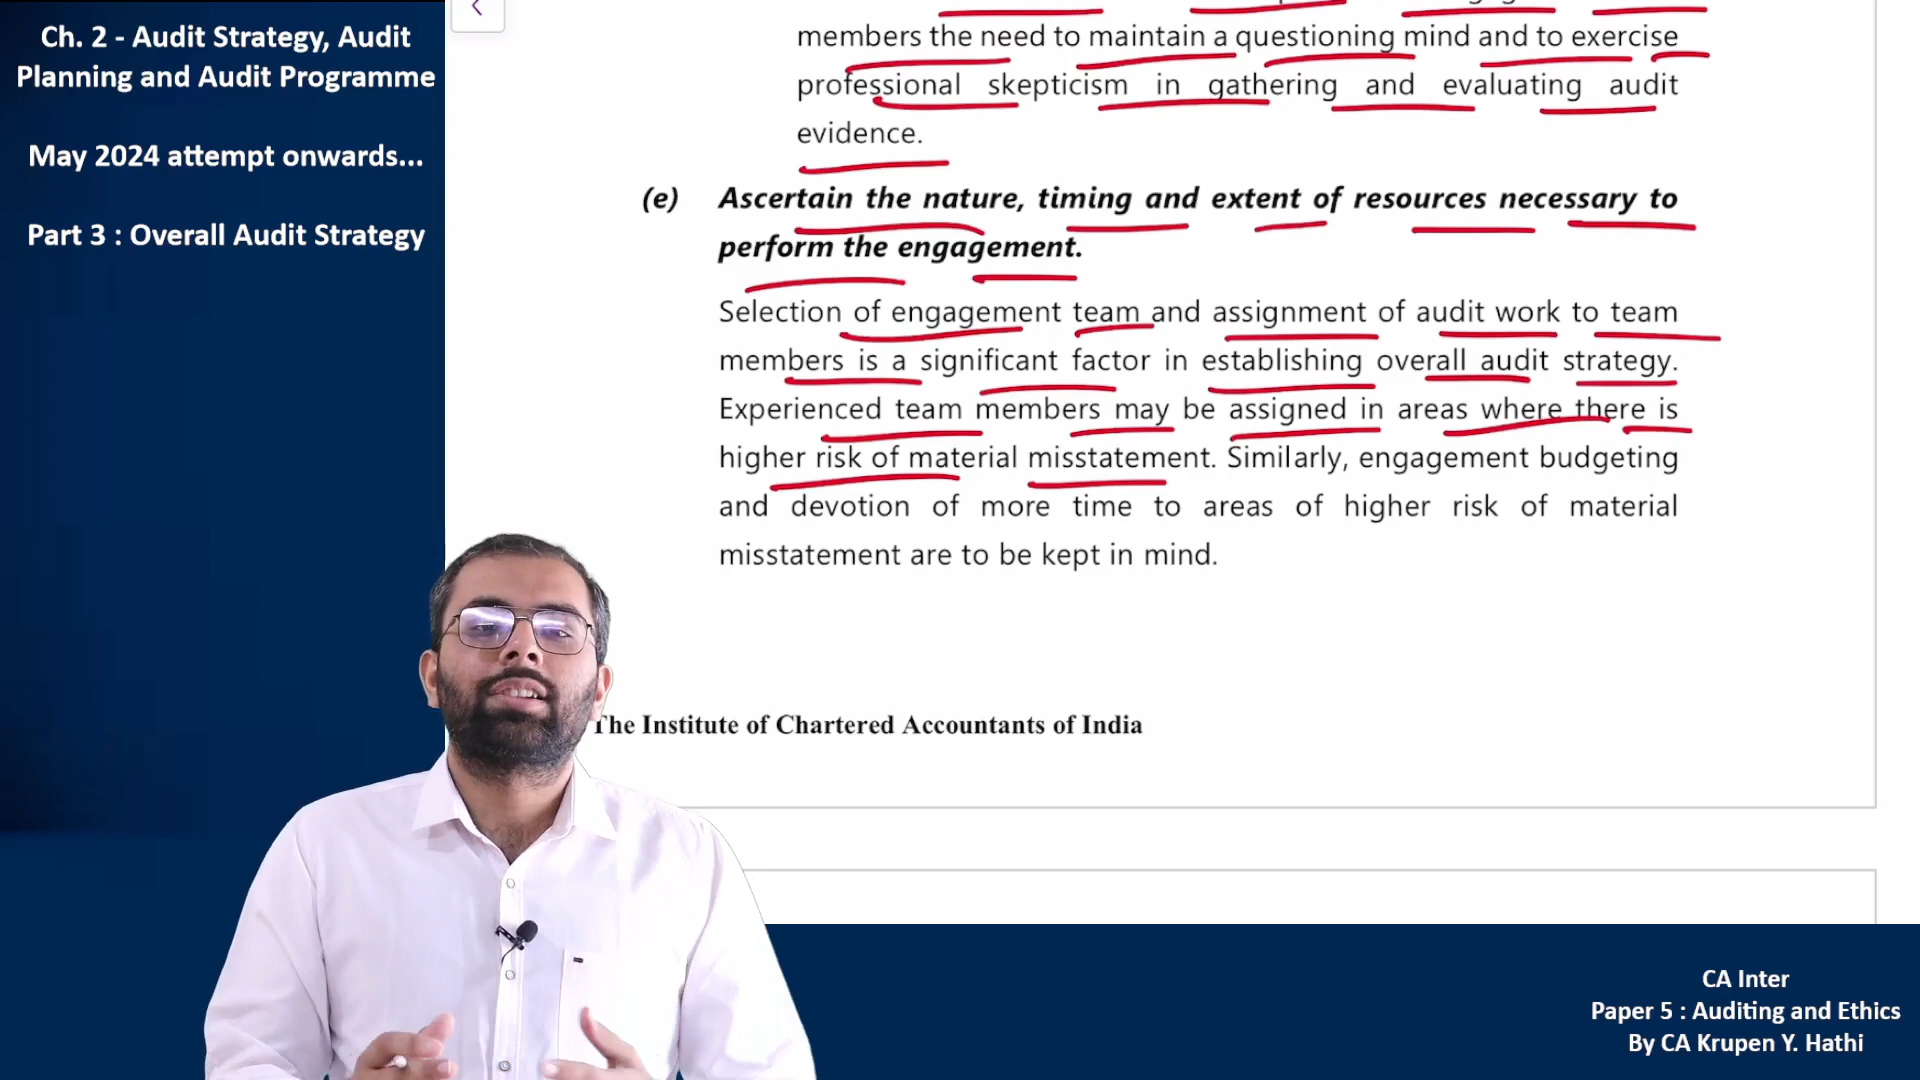 Ch. 2 - Audit Strategy, Audit
Planning and Audit Programme
May 2024 attempt onwards...
Part 3 : Overall Audit Strategy
members the need to maintain a questioning mind and to exercise
professional skepticism in gathering and evaluating audit
evidence.
(e) Ascertain the nature, timing and extent of resources necessary to
perform the engagement.
Selection of engagement team and assignment of audit work to team
members is a significant factor in establishing overall audit strategy.
Experienced team members may be assigned in areas where there is
higher risk of material misstatement. Similarly, engagement budgeting
and devotion of more time to areas of higher risk of material
misstatement are to be kept in mind.
The Institute of Chartered Accountants of India
CA Inter
Paper 5 : Auditing and Ethics
By CA Krupen Y. Hathi